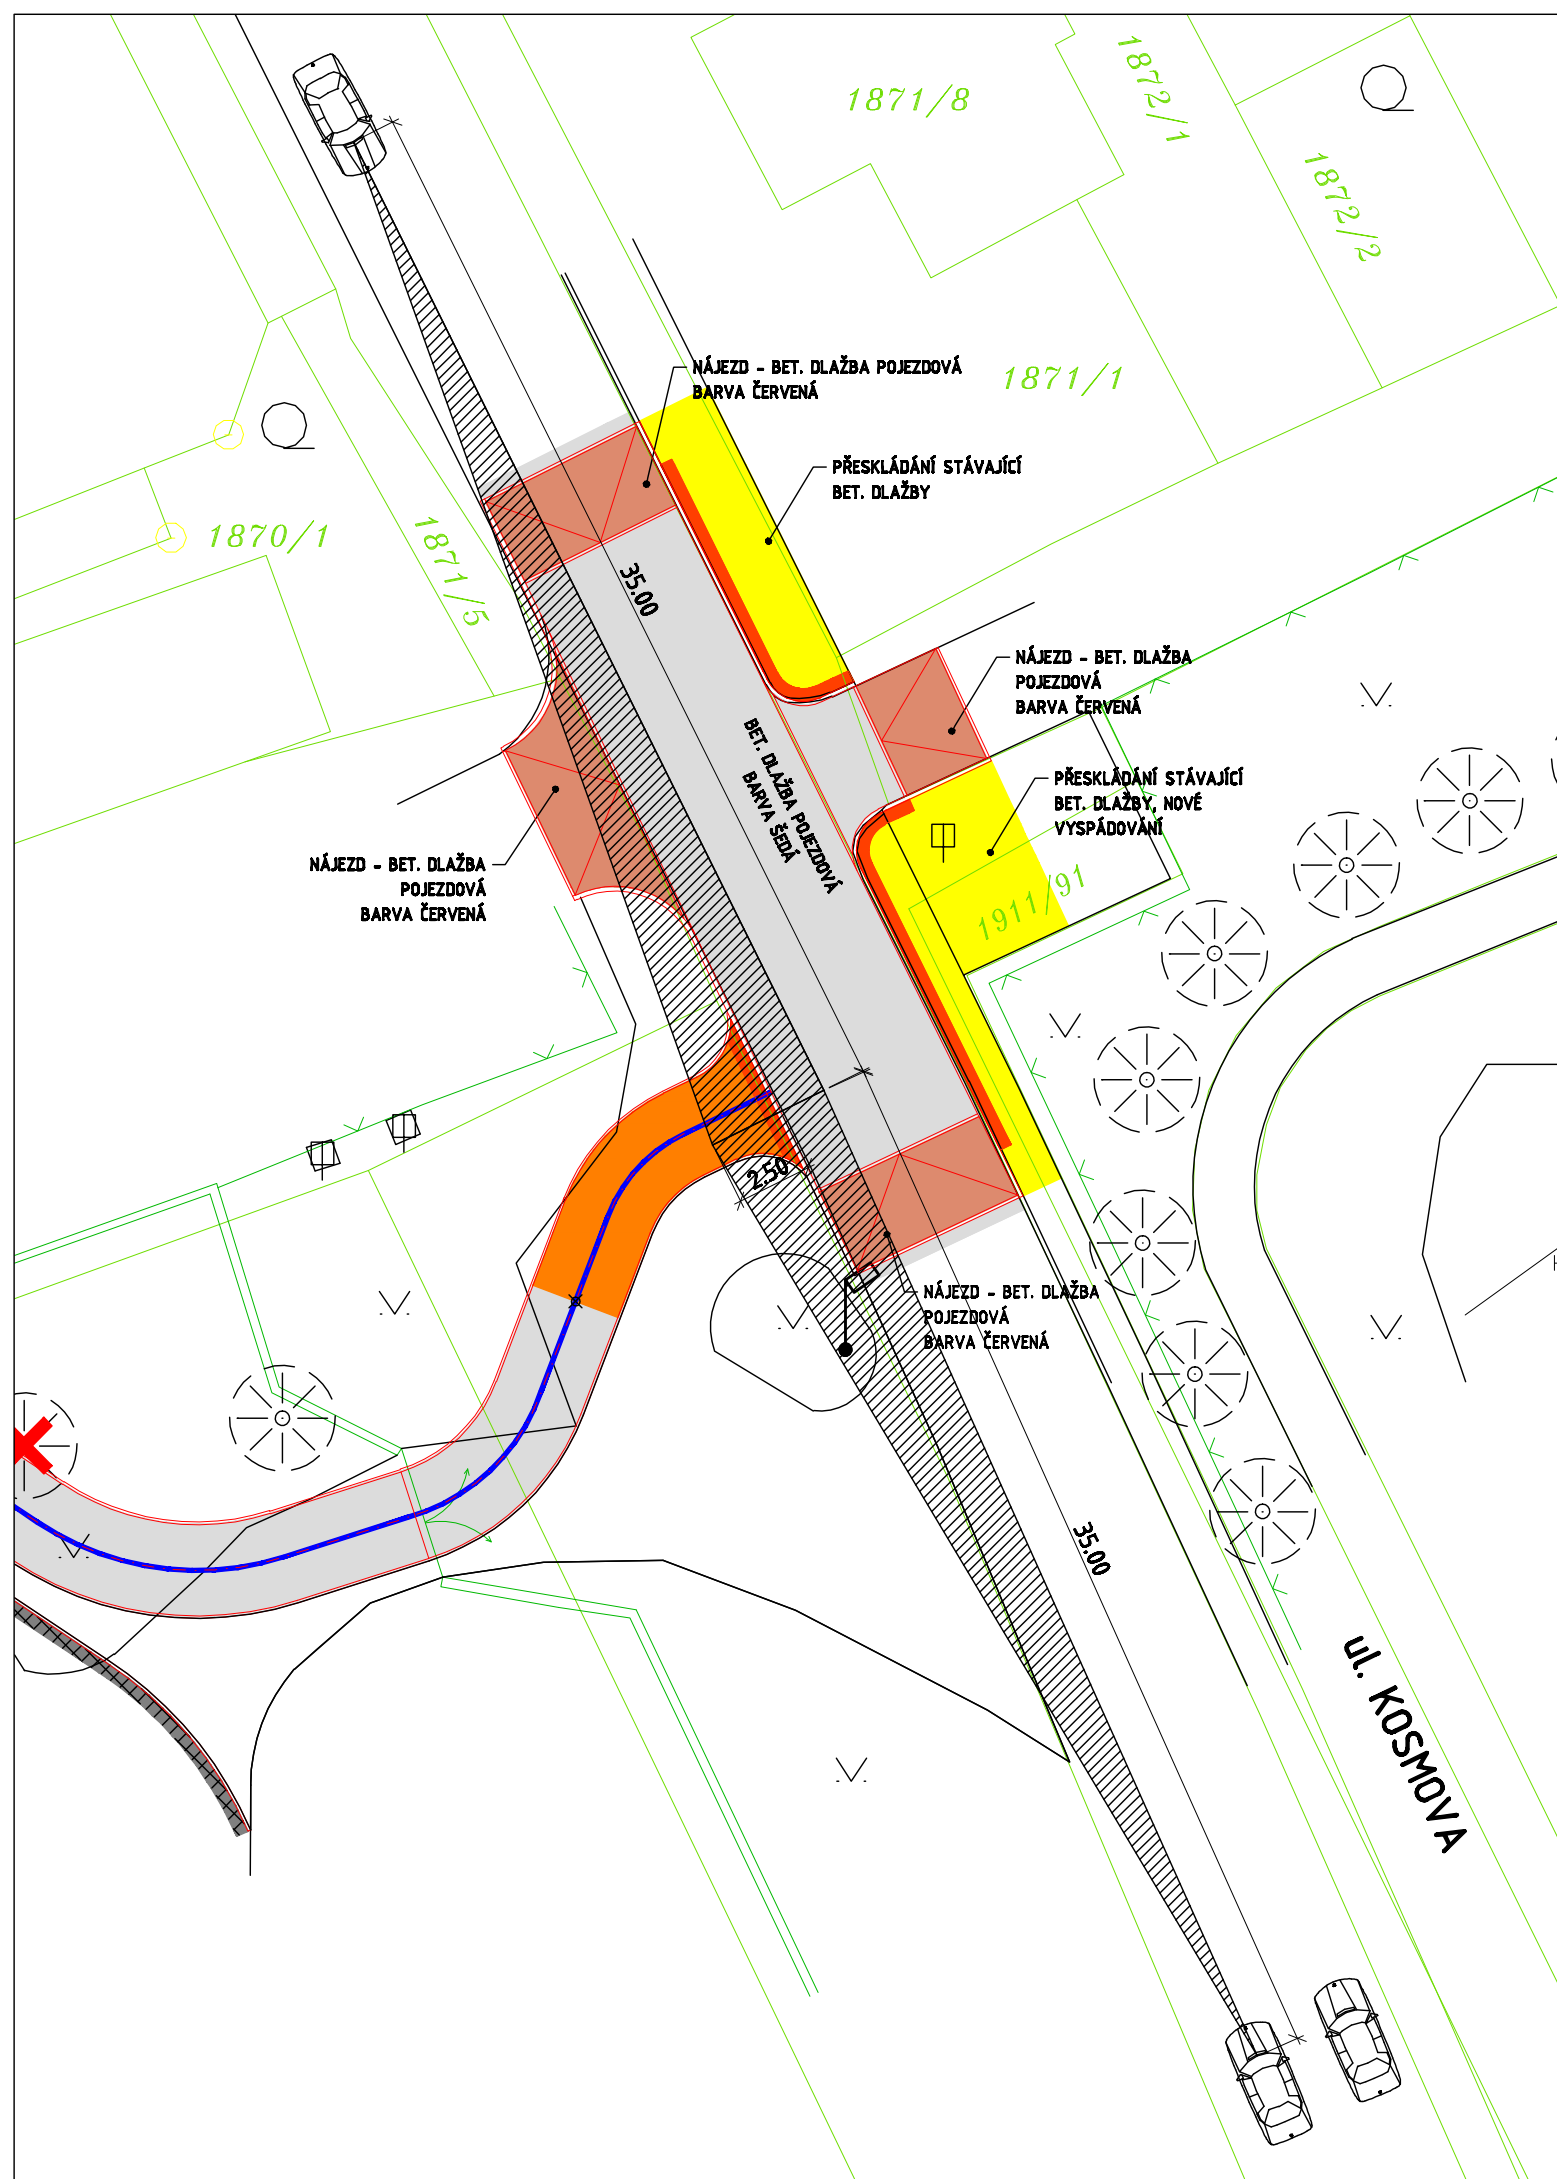 1871/8
1872/1
1872/2
NÁJEZD - BET. DLAŽBA POJEZDOVÁ
BARVA ČERVENÁ
1871/1
PŘESKLÁDÁNÍ STÁVAJÍCÍ
BET. DLAŽBY
1870/1
1871/5
35.00
NÁJEZD - BET. DLAŽBA
POJEZDOVÁ
BARVA ČERVENÁ
BET. DLAŽBA POJEZDOVÁ
BARVA ŠEDÁ
PŘESKLÁDÁNÍ STÁVAJÍCÍ
BET. DLAŽBY, NOVÉ
VYSPÁDOVÁNÍ
NÁJEZD - BET. DLAŽBA
POJEZDOVÁ
BARVA ČERVENÁ
1911/91
2.50
NÁJEZD - BET. DLAŽBA
POJEZDOVÁ
BARVA ČERVENÁ
35.00
ul. KOSMOVA